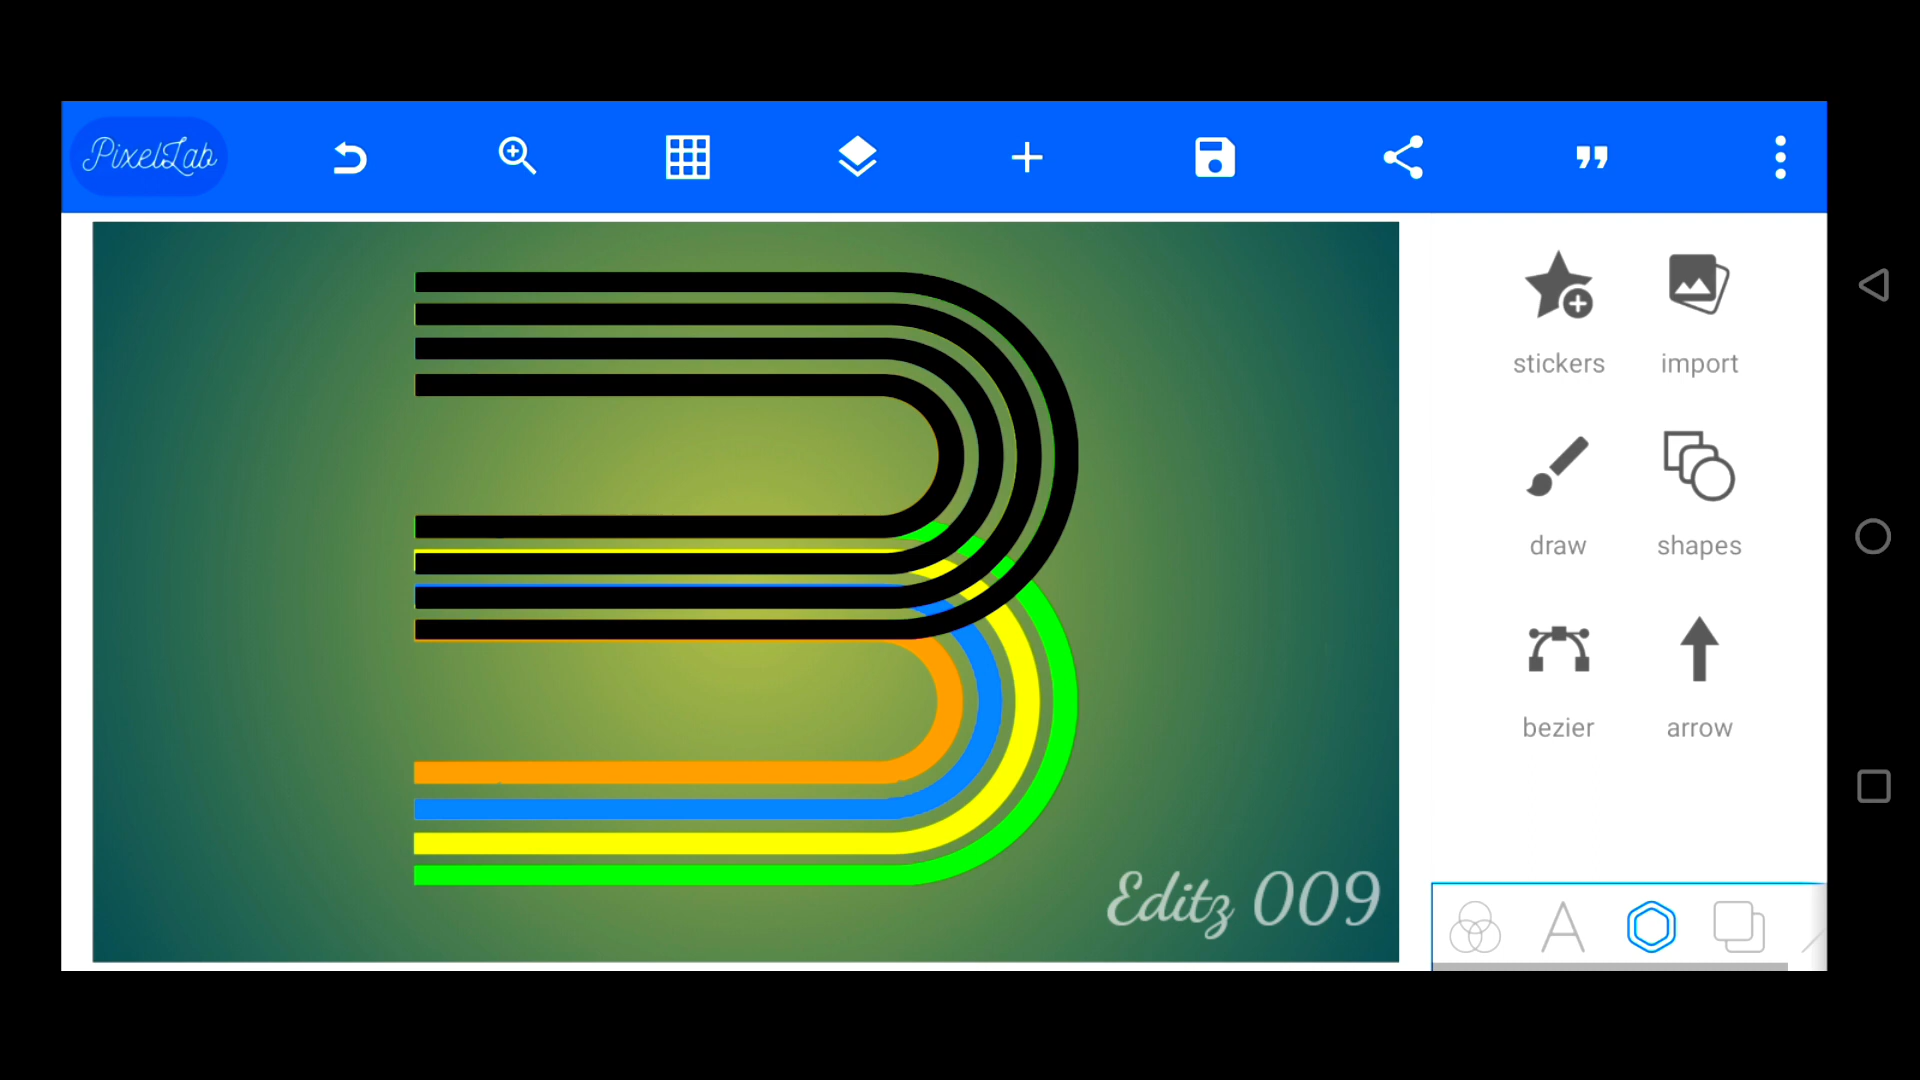 PixelLab
stickers
import
draw
shapes
bezier
arrow
Editz 009